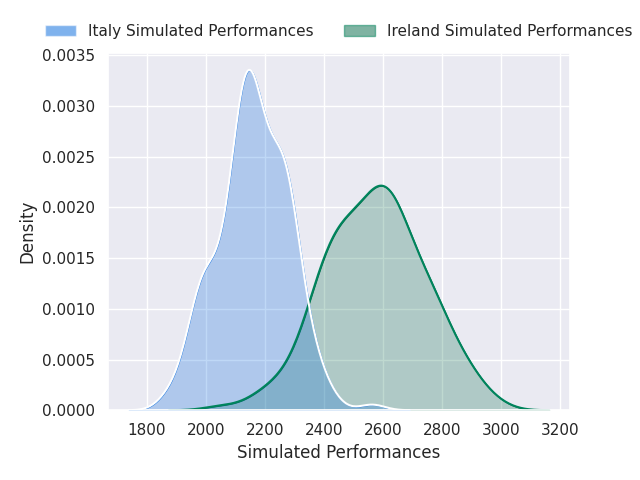 Italy Simulated Performances Ireland Simulated Performances
0.0035
0.0030
0.0025
0.0020
0.0015
0.0010
0.0005
0.0000
Density
1800 2000 2200 2400 2600 2800 3000 3200
Simulated Performances